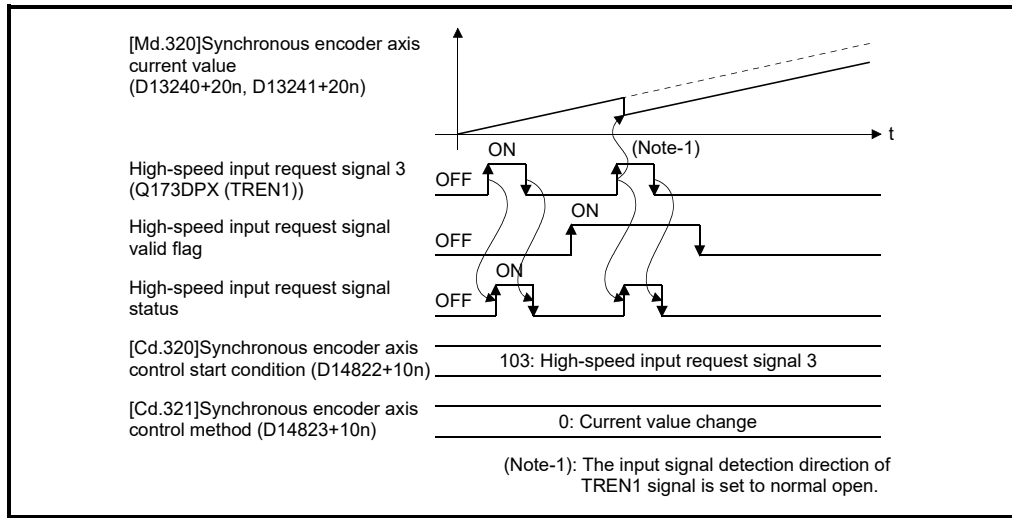 [Md.320]Synchronous encoder axis
current value
(D13240+20n, D13241+20n)
t
ON
(Note-1)
High-speed input request signal 3
(Q173DPX (TREN1))
OFF
ON
High-speed input request signal
valid flag
OFF
ON
High-speed input request signal
status
OFF
[Cd.320]Synchronous encoder axis
control start condition (D14822+10n)
103: High-speed input request signal 3
[Cd.321]Synchronous encoder axis
control method (D14823+10n)
0: Current value change
(Note-1): The input signal detection direction of
TREN1 signal is set to normal open.